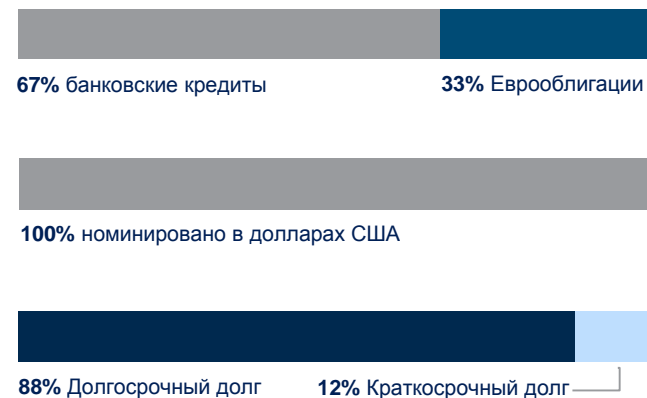 67% банковские кредиты 33% Еврооблигации
100% номинировано в долларах США
88% Долгосрочный долг 12% Краткосрочный долг